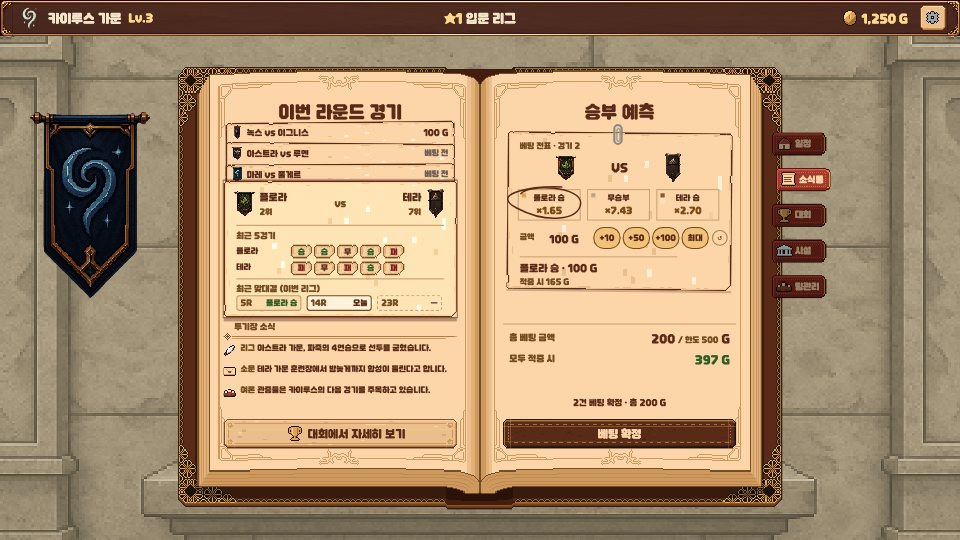 카이루스 가문 Lv.3
★1 입문 리그
1,250 G
이번 라운드 경기
녹스 vs 이그니스 100 G
아스트라 vs 루멘 베팅 전
마레 vs 풀게르 베팅 전
플로라 vs 테라
2위 7위
최근 5경기
플로라 승 승 무 승 패
테라 패 무 패 승 패
최근 맞대결 (이번 리그)
5R 플로라 승 14R 오늘 23R –
투기장 소식
리그 아스트라 가문, 파죽의 4연승으로 선두를 굳혔습니다.
소문 테라 가문 훈련장에서 밤늦게까지 함성이 들린다고 합니다.
여론 관중들은 카이루스의 다음 경기를 주목하고 있습니다.
대회에서 자세히 보기
승부 예측
베팅 전표 · 경기 2
VS
플로라 승 무승부 테라 승
×1.65 ×7.43 ×2.70
금액 100 G +10 +50 +100 최대
플로라 승 · 100 G
적중 시 165 G
총 베팅 금액 200 / 한도 500 G
모두 적중 시 397 G
2건 베팅 확정 · 총 200 G
베팅 확정
일정
소식통
대회
시설
팀관리